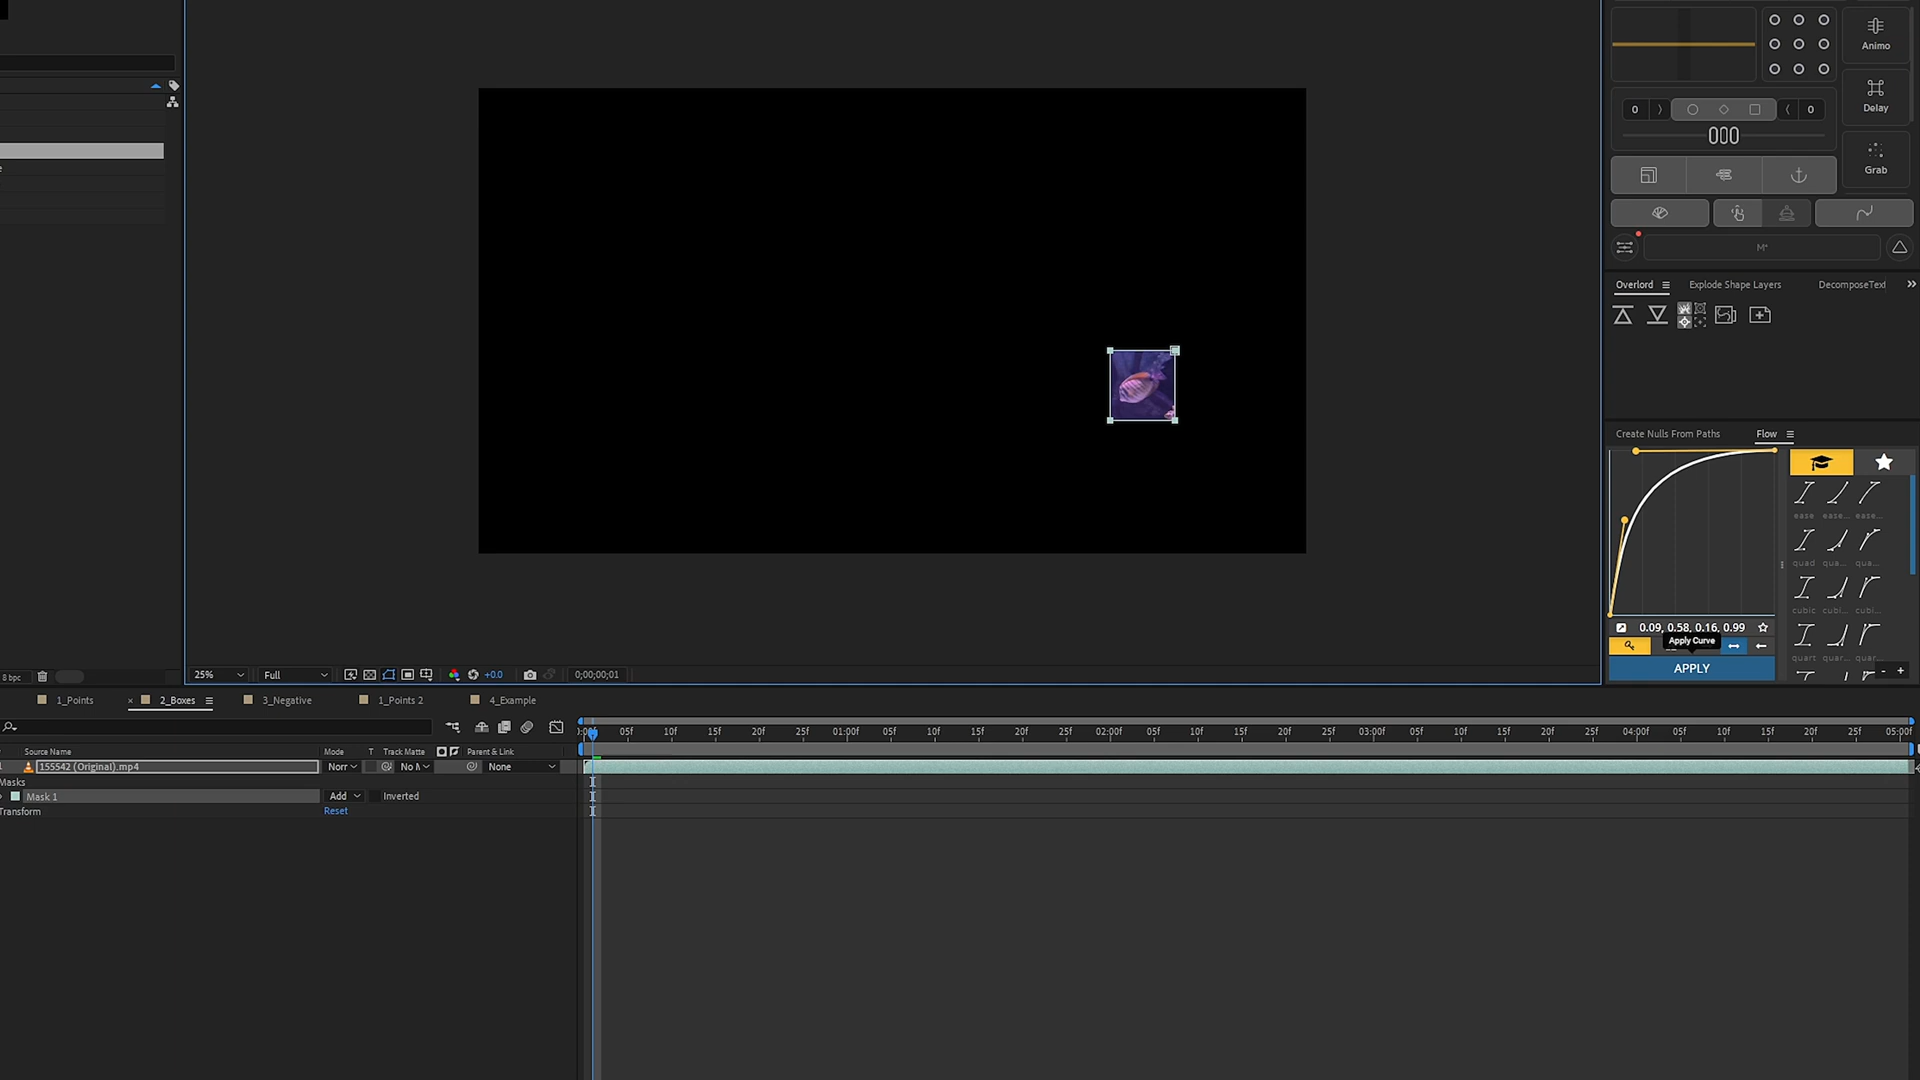 Animo
0
0
Delay
Grab
M*
Overlord
Explode Shape Layers
DecomposeText
Create Nulls From Paths
Flow
ease
ease...
ease...
quad
qua...
qua...
cubic
cubi...
cubi...
0.09, 0.58, 0.16, 0.99
Apply Curve
quart
quar...
quar...
APPLY
- +
8 bpc
25%
Full
+0.0
0;00;00;01
1_Points
× 2_Boxes
3_Negative
1_Points 2
4_Example
05f 10f 15f 20f 25f 01:00f 05f 10f 15f 20f 25f 02:00f 05f 10f 15f 20f 25f 03:00f 05f 10f 15f 20f 25f 04:00f 05f 10f 15f 20f 25f 05:00f
Source Name
Mode
T
Track Matte
Parent & Link
155542 (Original).mp4
Norr
No M
None
Masks
Mask 1
Add
Inverted
Transform
Reset